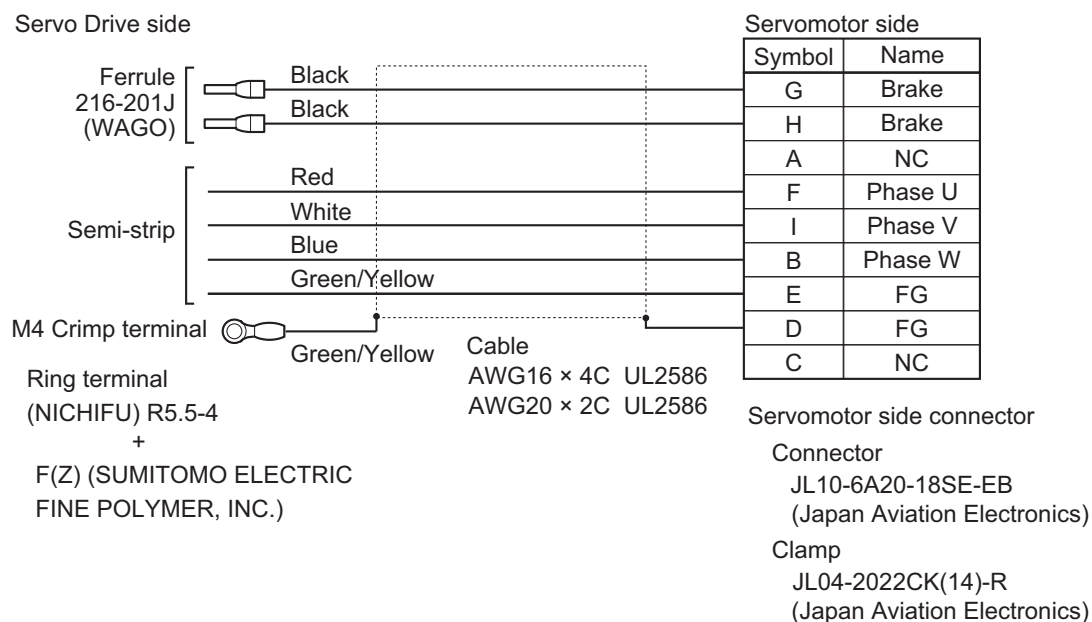 Servo Drive side
Servomotor side
Symbol Name
Ferrule
216-201J
(WAGO)
Black
G Brake
Black
H Brake
A NC
Semi-strip
Red
F Phase U
White
I Phase V
Blue
B Phase W
Green/Yellow
E FG
M4 Crimp terminal
D FG
Green/Yellow
C NC
Cable
AWG16 × 4C UL2586
AWG20 × 2C UL2586
Ring terminal
(NICHIFU) R5.5-4
+
F(Z) (SUMITOMO ELECTRIC
FINE POLYMER, INC.)
Servomotor side connector
Connector
JL10-6A20-18SE-EB
(Japan Aviation Electronics)
Clamp
JL04-2022CK(14)-R
(Japan Aviation Electronics)